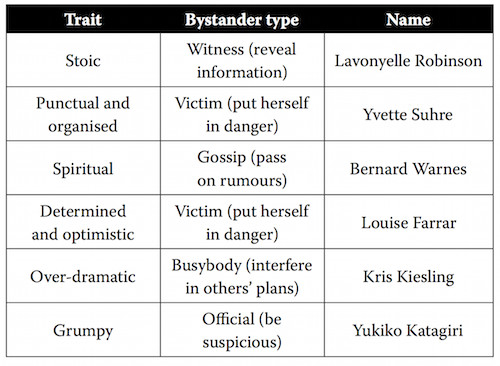 Trait Bystander type Name
Stoic Witness (reveal information) Lavonyelle Robinson
Punctual and organised Victim (put herself in danger) Yvette Suhre
Spiritual Gossip (pass on rumours) Bernard Warnes
Determined and optimistic Victim (put herself in danger) Louise Farrar
Over-dramatic Busybody (interfere in others’ plans) Kris Kiesling
Grumpy Official (be suspicious) Yukiko Katagiri